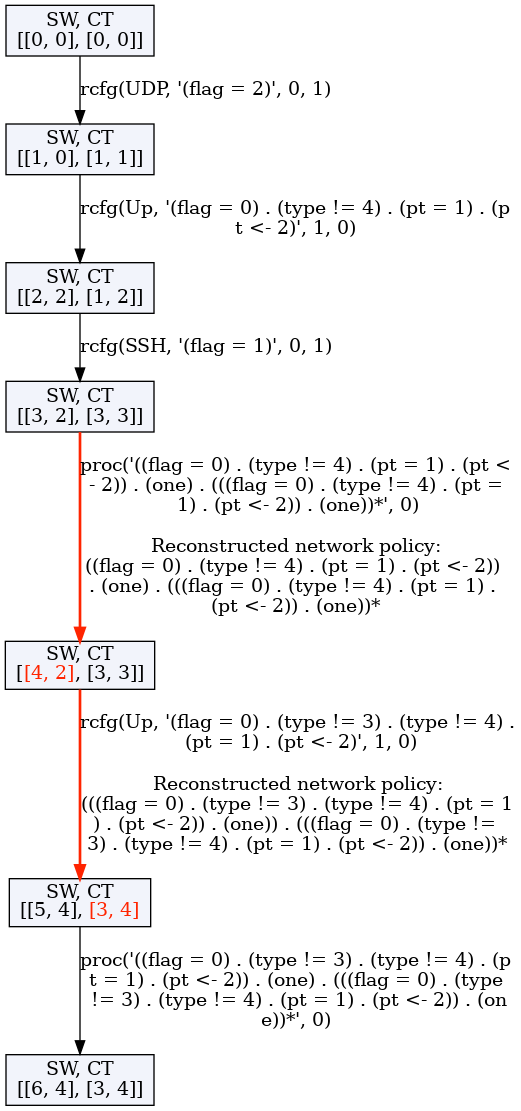 SW, CT
[[0, 0], [0, 0]]
rcfg(UDP, '(flag = 2)', 0, 1)
SW, CT
[[1, 0], [1, 1]]
rcfg(Up, '(flag = 0) . (type != 4) . (pt = 1) . (p
t <- 2)', 1, 0)
SW, CT
[[2, 2], [1, 2]]
rcfg(SSH, '(flag = 1)', 0, 1)
SW, CT
[[3, 2], [3, 3]]
proc('((flag = 0) . (type != 4) . (pt = 1) . (pt <
- 2)) . (one) . (((flag = 0) . (type != 4) . (pt =
1) . (pt <- 2)) . (one))*', 0)
Reconstructed network policy:
((flag = 0) . (type != 4) . (pt = 1) . (pt <- 2))
. (one) . (((flag = 0) . (type != 4) . (pt = 1) .
(pt <- 2)) . (one))*
SW, CT
[[4, 2], [3, 3]]
rcfg(Up, '(flag = 0) . (type != 3) . (type != 4) .
(pt = 1) . (pt <- 2)', 1, 0)
Reconstructed network policy:
(((flag = 0) . (type != 3) . (type != 4) . (pt = 1
) . (pt <- 2)) . (one)) . (((flag = 0) . (type !=
3) . (type != 4) . (pt = 1) . (pt <- 2)) . (one))*
SW, CT
[[5, 4], [3, 4]
proc('((flag = 0) . (type != 3) . (type != 4) . (p
t = 1) . (pt <- 2)) . (one) . (((flag = 0) . (type
!= 3) . (type != 4) . (pt = 1) . (pt <- 2)) . (on
e))*', 0)
SW, CT
[[6, 4], [3, 4]]